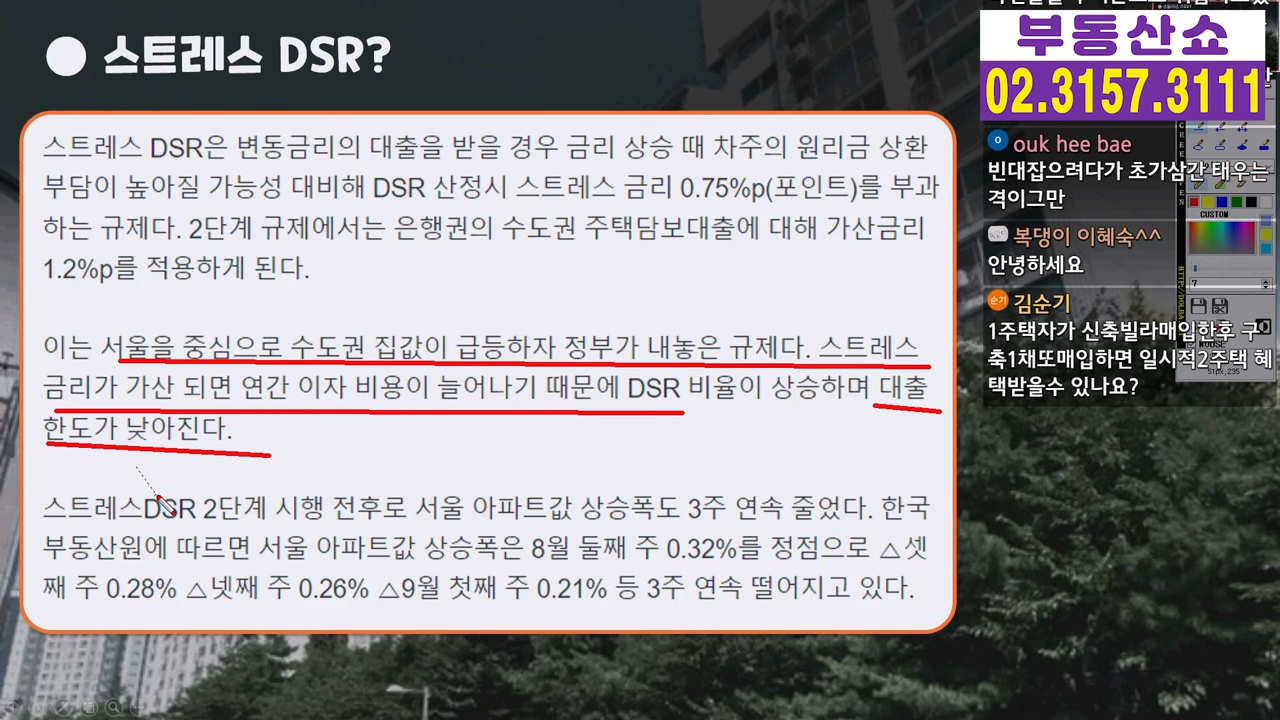 ● 스트레스 DSR?
스트레스 DSR은 변동금리의 대출을 받을 경우 금리 상승 때 차주의 원리금 상환
부담이 높아질 가능성 대비해 DSR 산정시 스트레스 금리 0.75%p(포인트)를 부과
하는 규제다. 2단계 규제에서는 은행권의 수도권 주택담보대출에 대해 가산금리
1.2%p를 적용하게 된다.
이는 서울을 중심으로 수도권 집값이 급등하자 정부가 내놓은 규제다. 스트레스
금리가 가산 되면 연간 이자 비용이 늘어나기 때문에 DSR 비율이 상승하며 대출
한도가 낮아진다.
스트레스DSR 2단계 시행 전후로 서울 아파트값 상승폭도 3주 연속 줄었다. 한국
부동산원에 따르면 서울 아파트값 상승폭은 8월 둘째 주 0.32%를 정점으로 △셋
째 주 0.28% △넷째 주 0.26% △9월 첫째 주 0.21% 등 3주 연속 떨어지고 있다.
부동산쇼
02.3157.3111
o ouk hee bae
빈대잡으려다가 초가삼간 태우는
격이그만
복댕이 이혜숙^^
안녕하세요
순기 김순기
1주택자가 신축빌라매입한후 구
축1채또매입하면 일시적2주택 혜
택받을수 있나요?
CUSTOM
7